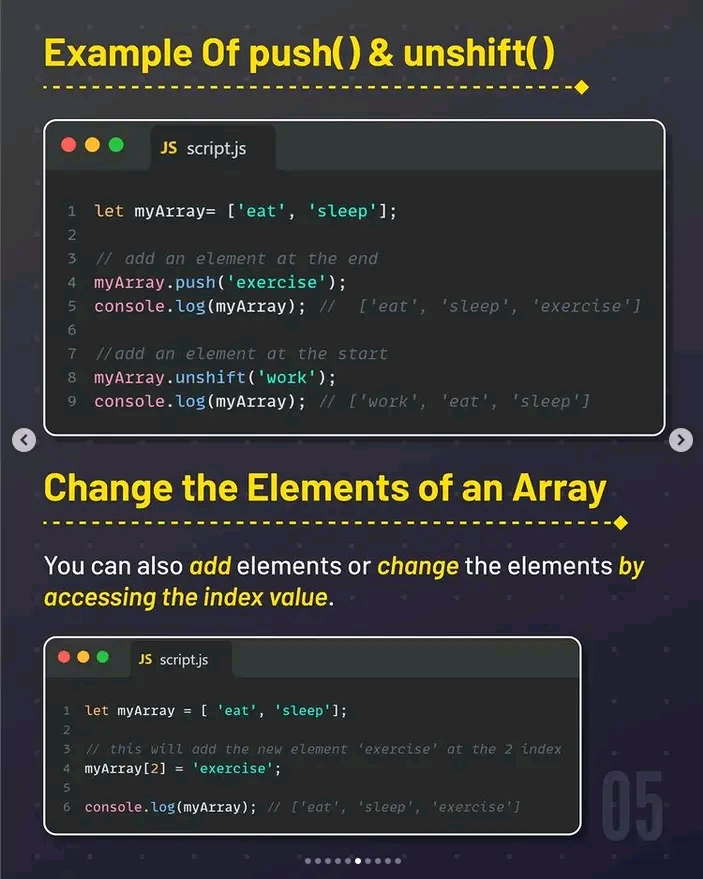 Example Of push() & unshift()
JS script.js
1 let myArray= ['eat', 'sleep'];
2
3 // add an element at the end
4 myArray.push('exercise');
5 console.log(myArray); //  ['eat', 'sleep', 'exercise']
6
7 //add an element at the start
8 myArray.unshift('work');
9 console.log(myArray); // ['work', 'eat', 'sleep']
Change the Elements of an Array
You can also add elements or change the elements by
accessing the index value.
JS script.js
1 let myArray = [ 'eat', 'sleep'];
2
3 // this will add the new element 'exercise' at the 2 index
4 myArray[2] = 'exercise';
5
6 console.log(myArray); // ['eat', 'sleep', 'exercise']
05